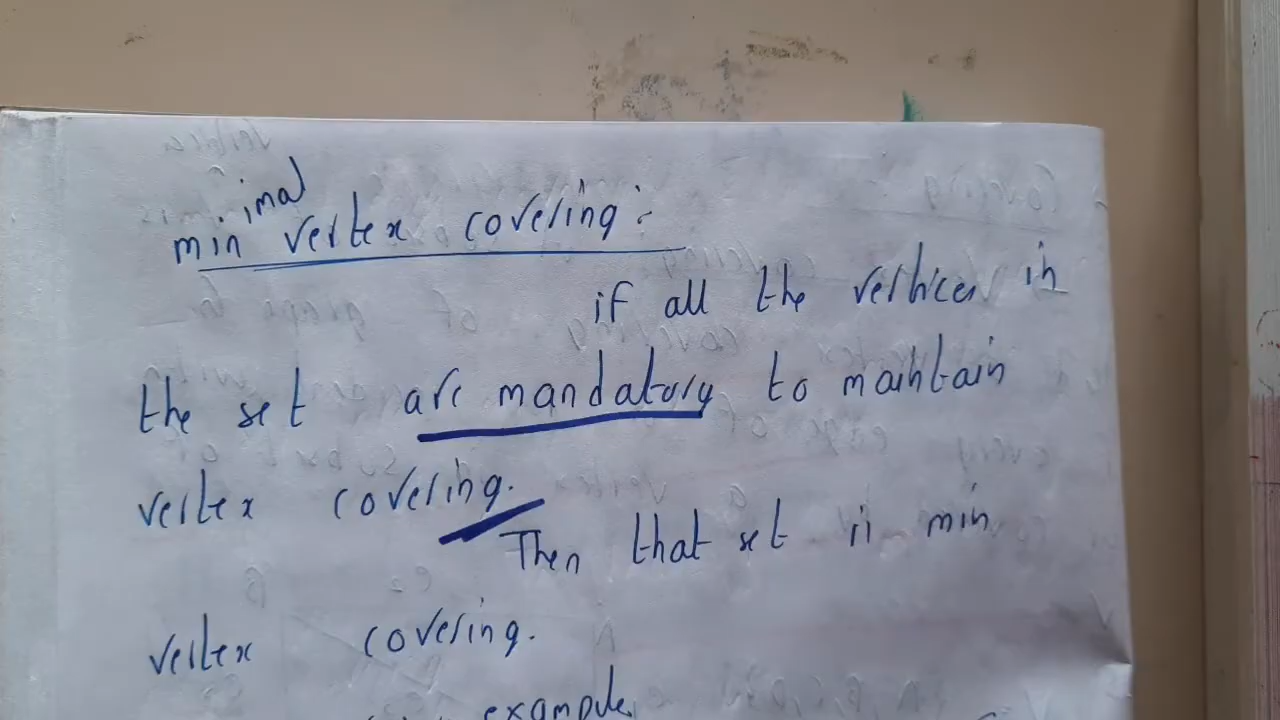 minimal vertex covering :-
if all the vertices in
the set are mandatory to maintain
vertex covering.
Then that set is min
vertex covering.
example